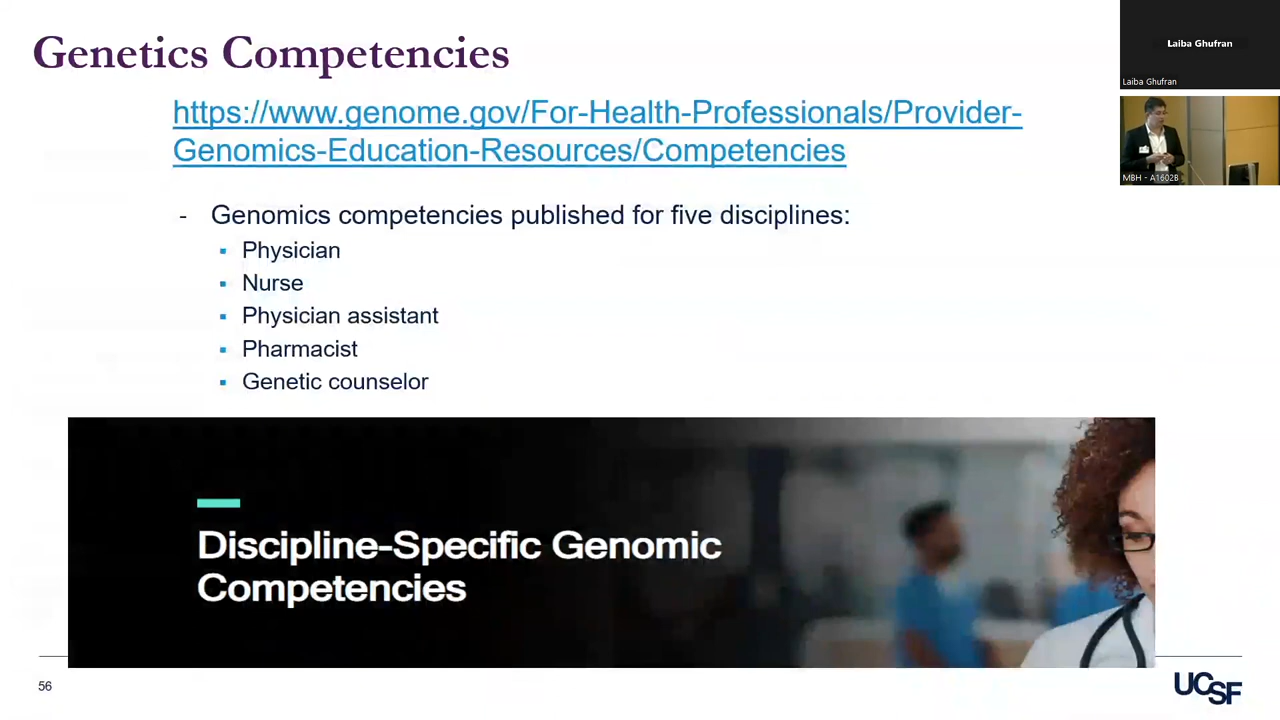 Genetics Competencies
https://www.genome.gov/For-Health-Professionals/Provider-
Genomics-Education-Resources/Competencies
- Genomics competencies published for five disciplines:
▪ Physician
▪ Nurse
▪ Physician assistant
▪ Pharmacist
▪ Genetic counselor
Discipline-Specific Genomic
Competencies
56
UCSF
Laiba Ghufran
Laiba Ghufran
MBH - A1602B